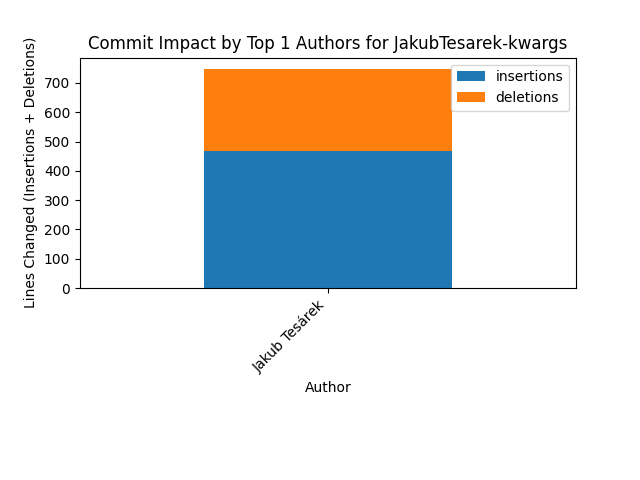 Commit Impact by Top 1 Authors for JakubTesarek-kwargs
Lines Changed (Insertions + Deletions)
700
600
500
400
300
200
100
0
insertions
deletions
Jakub Tesárek
Author